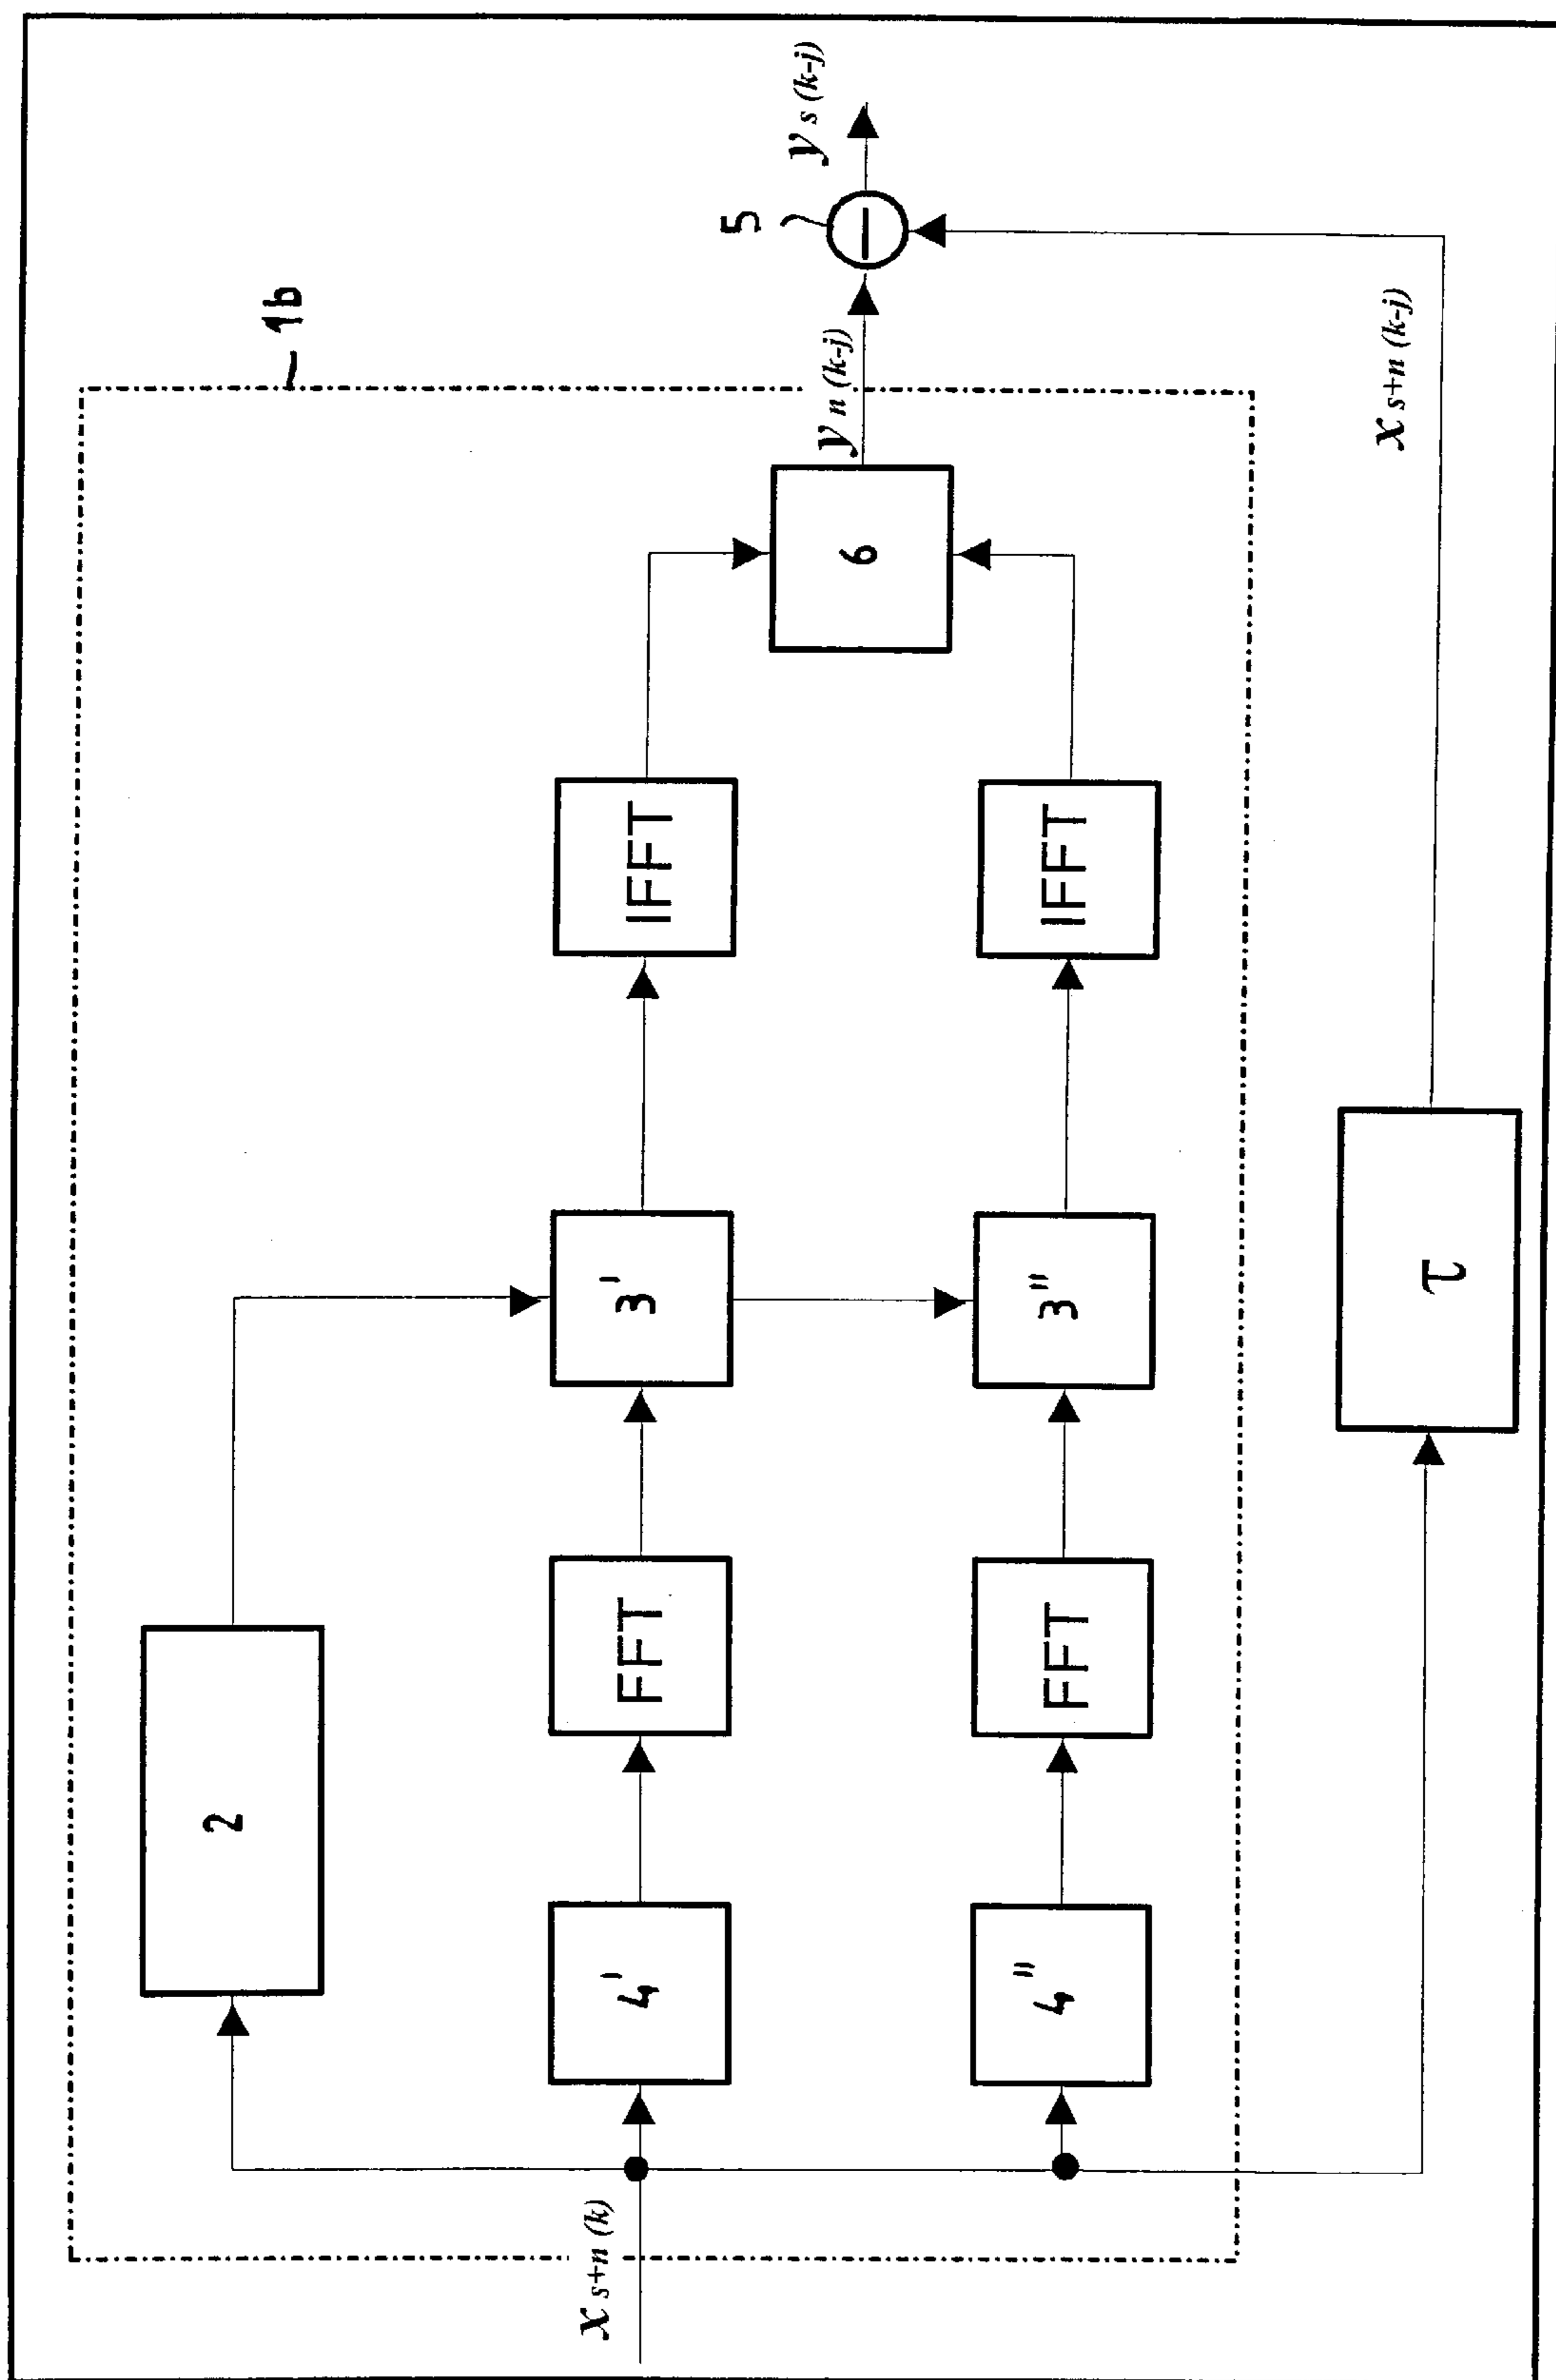 1b
2
x s+n (k)
4'
FFT
3'
IFFT
6
y n (k-j)
5
y s (k-j)
4"
FFT
3"
IFFT
τ
x s+n (k-j)